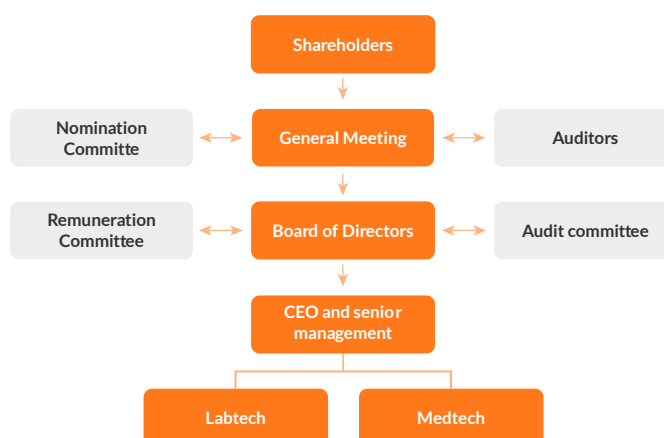 Shareholders
Nomination
Committe
General Meeting
Auditors
Remuneration
Committee
Board of Directors
Audit committee
CEO and senior
management
Labtech
Medtech